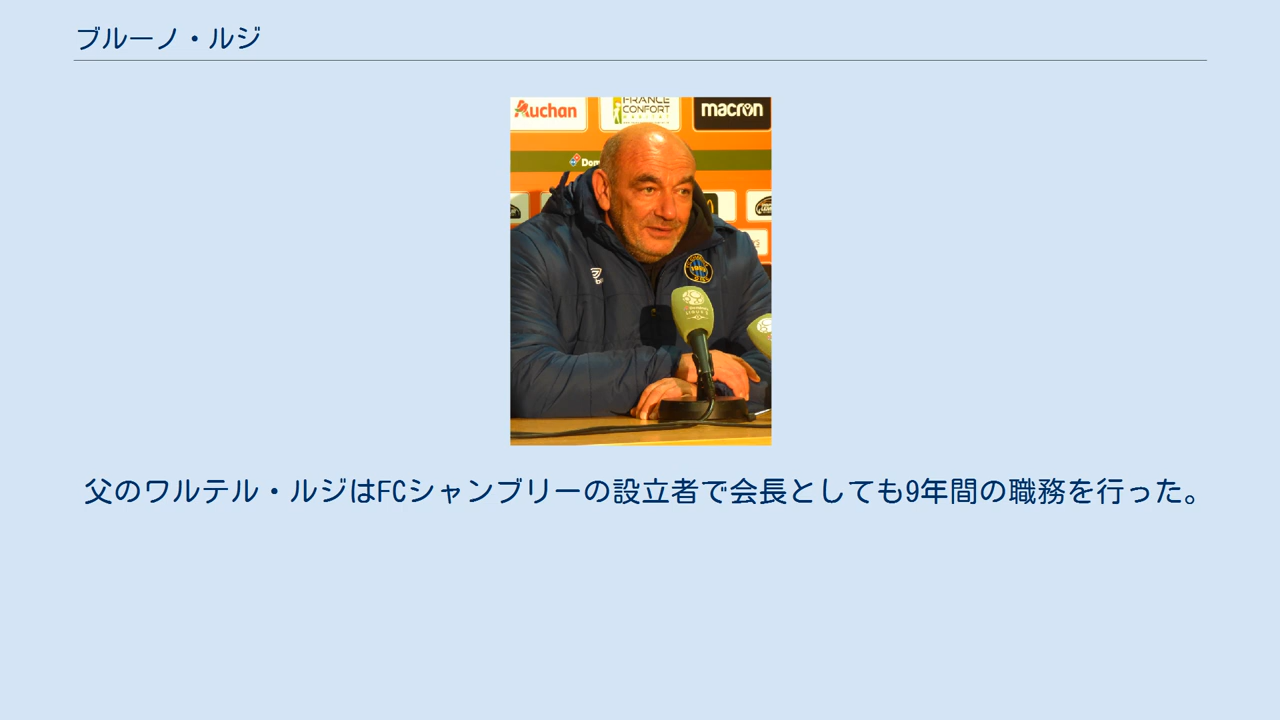 ブルーノ・ルジ
Auchan
FRANCE
CONFORT
HABITAT
macron
Dom
父のワルテル・ルジはFCシャンブリーの設立者で会長としても9年間の職務を行った。